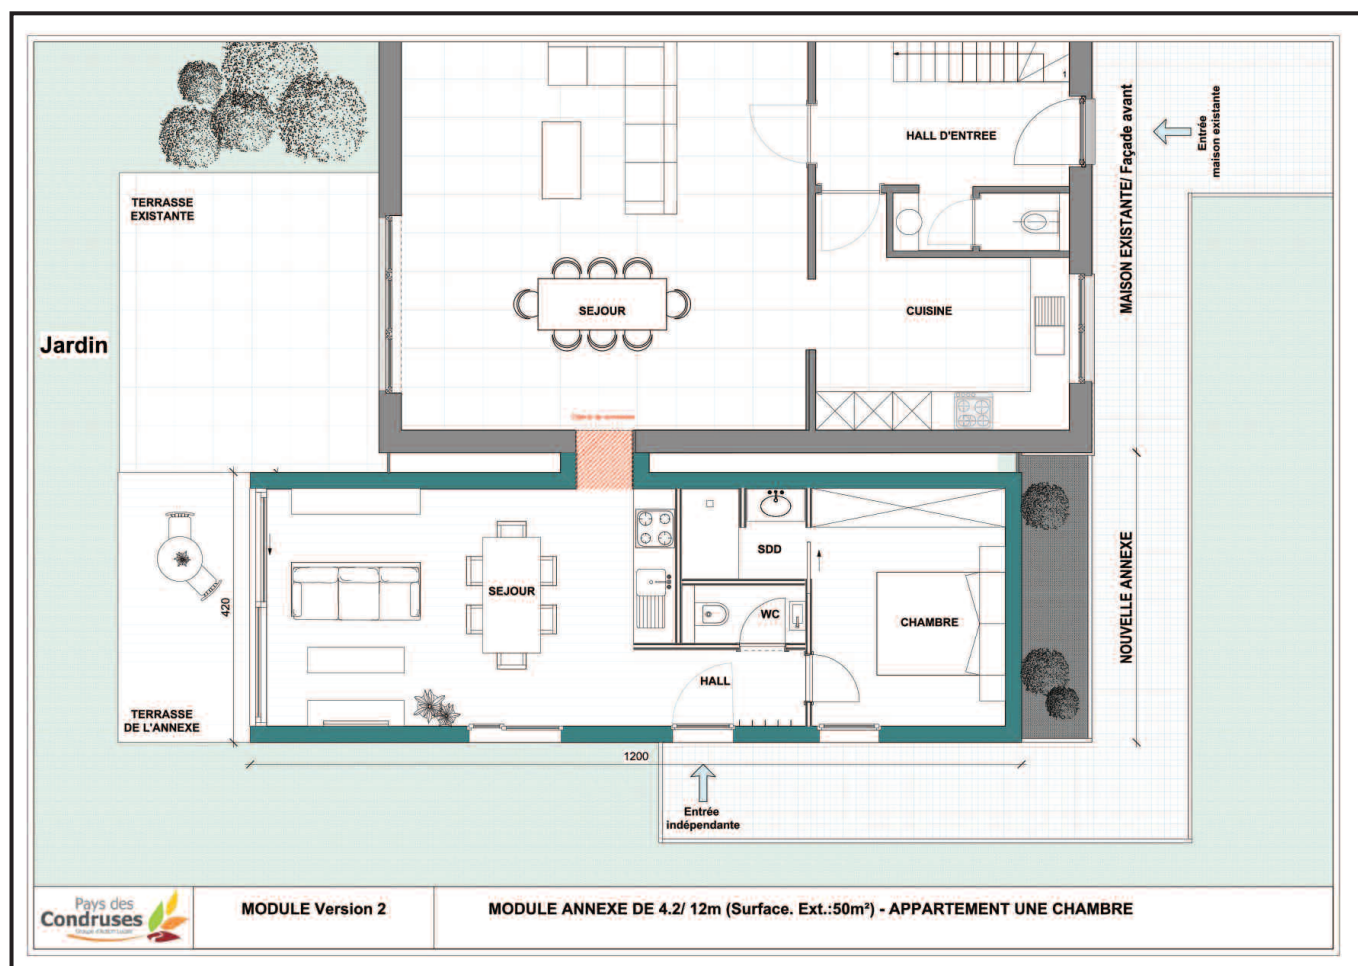 TERRASSE
EXISTANTE
Jardin
HALL D'ENTREE
SEJOUR
CUISINE
MAISON EXISTANTE/ Façade avant
Entrée
maison existante
1
NOUVELLE ANNEXE
SEJOUR
SDD
WC
CHAMBRE
HALL
TERRASSE
DE L'ANNEXE
420
1200
Entrée
indépendante
Pays des
Condruses
MODULE Version 2
MODULE ANNEXE DE 4.2/ 12m (Surface. Ext.:50m²) - APPARTEMENT UNE CHAMBRE